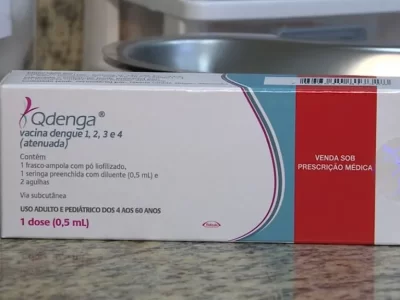 Qdenga®
vacina dengue 1, 2, 3 e 4
(atenuada)
Contém
1 frasco-ampola com pó liofilizado,
1 seringa preenchida com diluente (0,5 mL) e
2 agulhas
Via subcutânea
USO ADULTO E PEDIÁTRICO DOS 4 AOS 60 ANOS
1 dose (0,5 mL)
VENDA SOB
PRESCRIÇÃO MÉDICA
Takeda